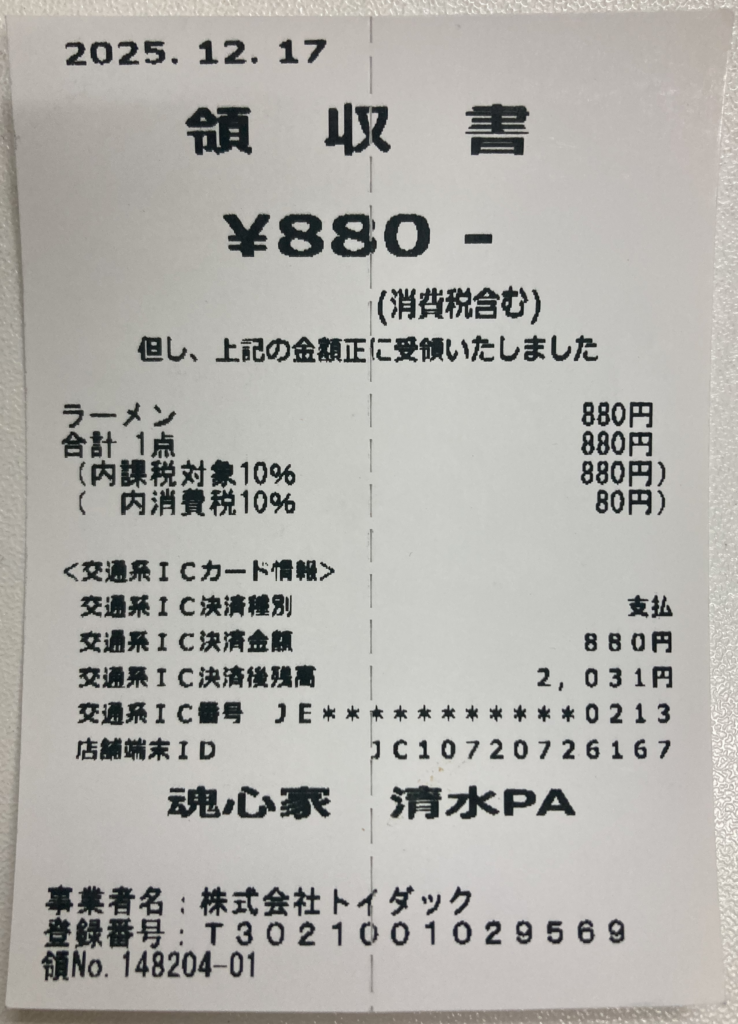 2025. 12. 17
領 収 書
¥880 -
(消費税含む)
但し、上記の金額正に受領いたしました
ラーメン 880円
合計 1点 880円
(内課税対象10% 880円)
( 内消費税10% 80円)
<交通系ICカード情報>
交通系IC決済種別 支払
交通系IC決済金額 880円
交通系IC決済後残高 2,031円
交通系IC番号 JE***********0213
店舗端末ID JC10720726167
魂心家 清水PA
事業者名:株式会社トイダック
登録番号:T3021001029569
領No.148204-01